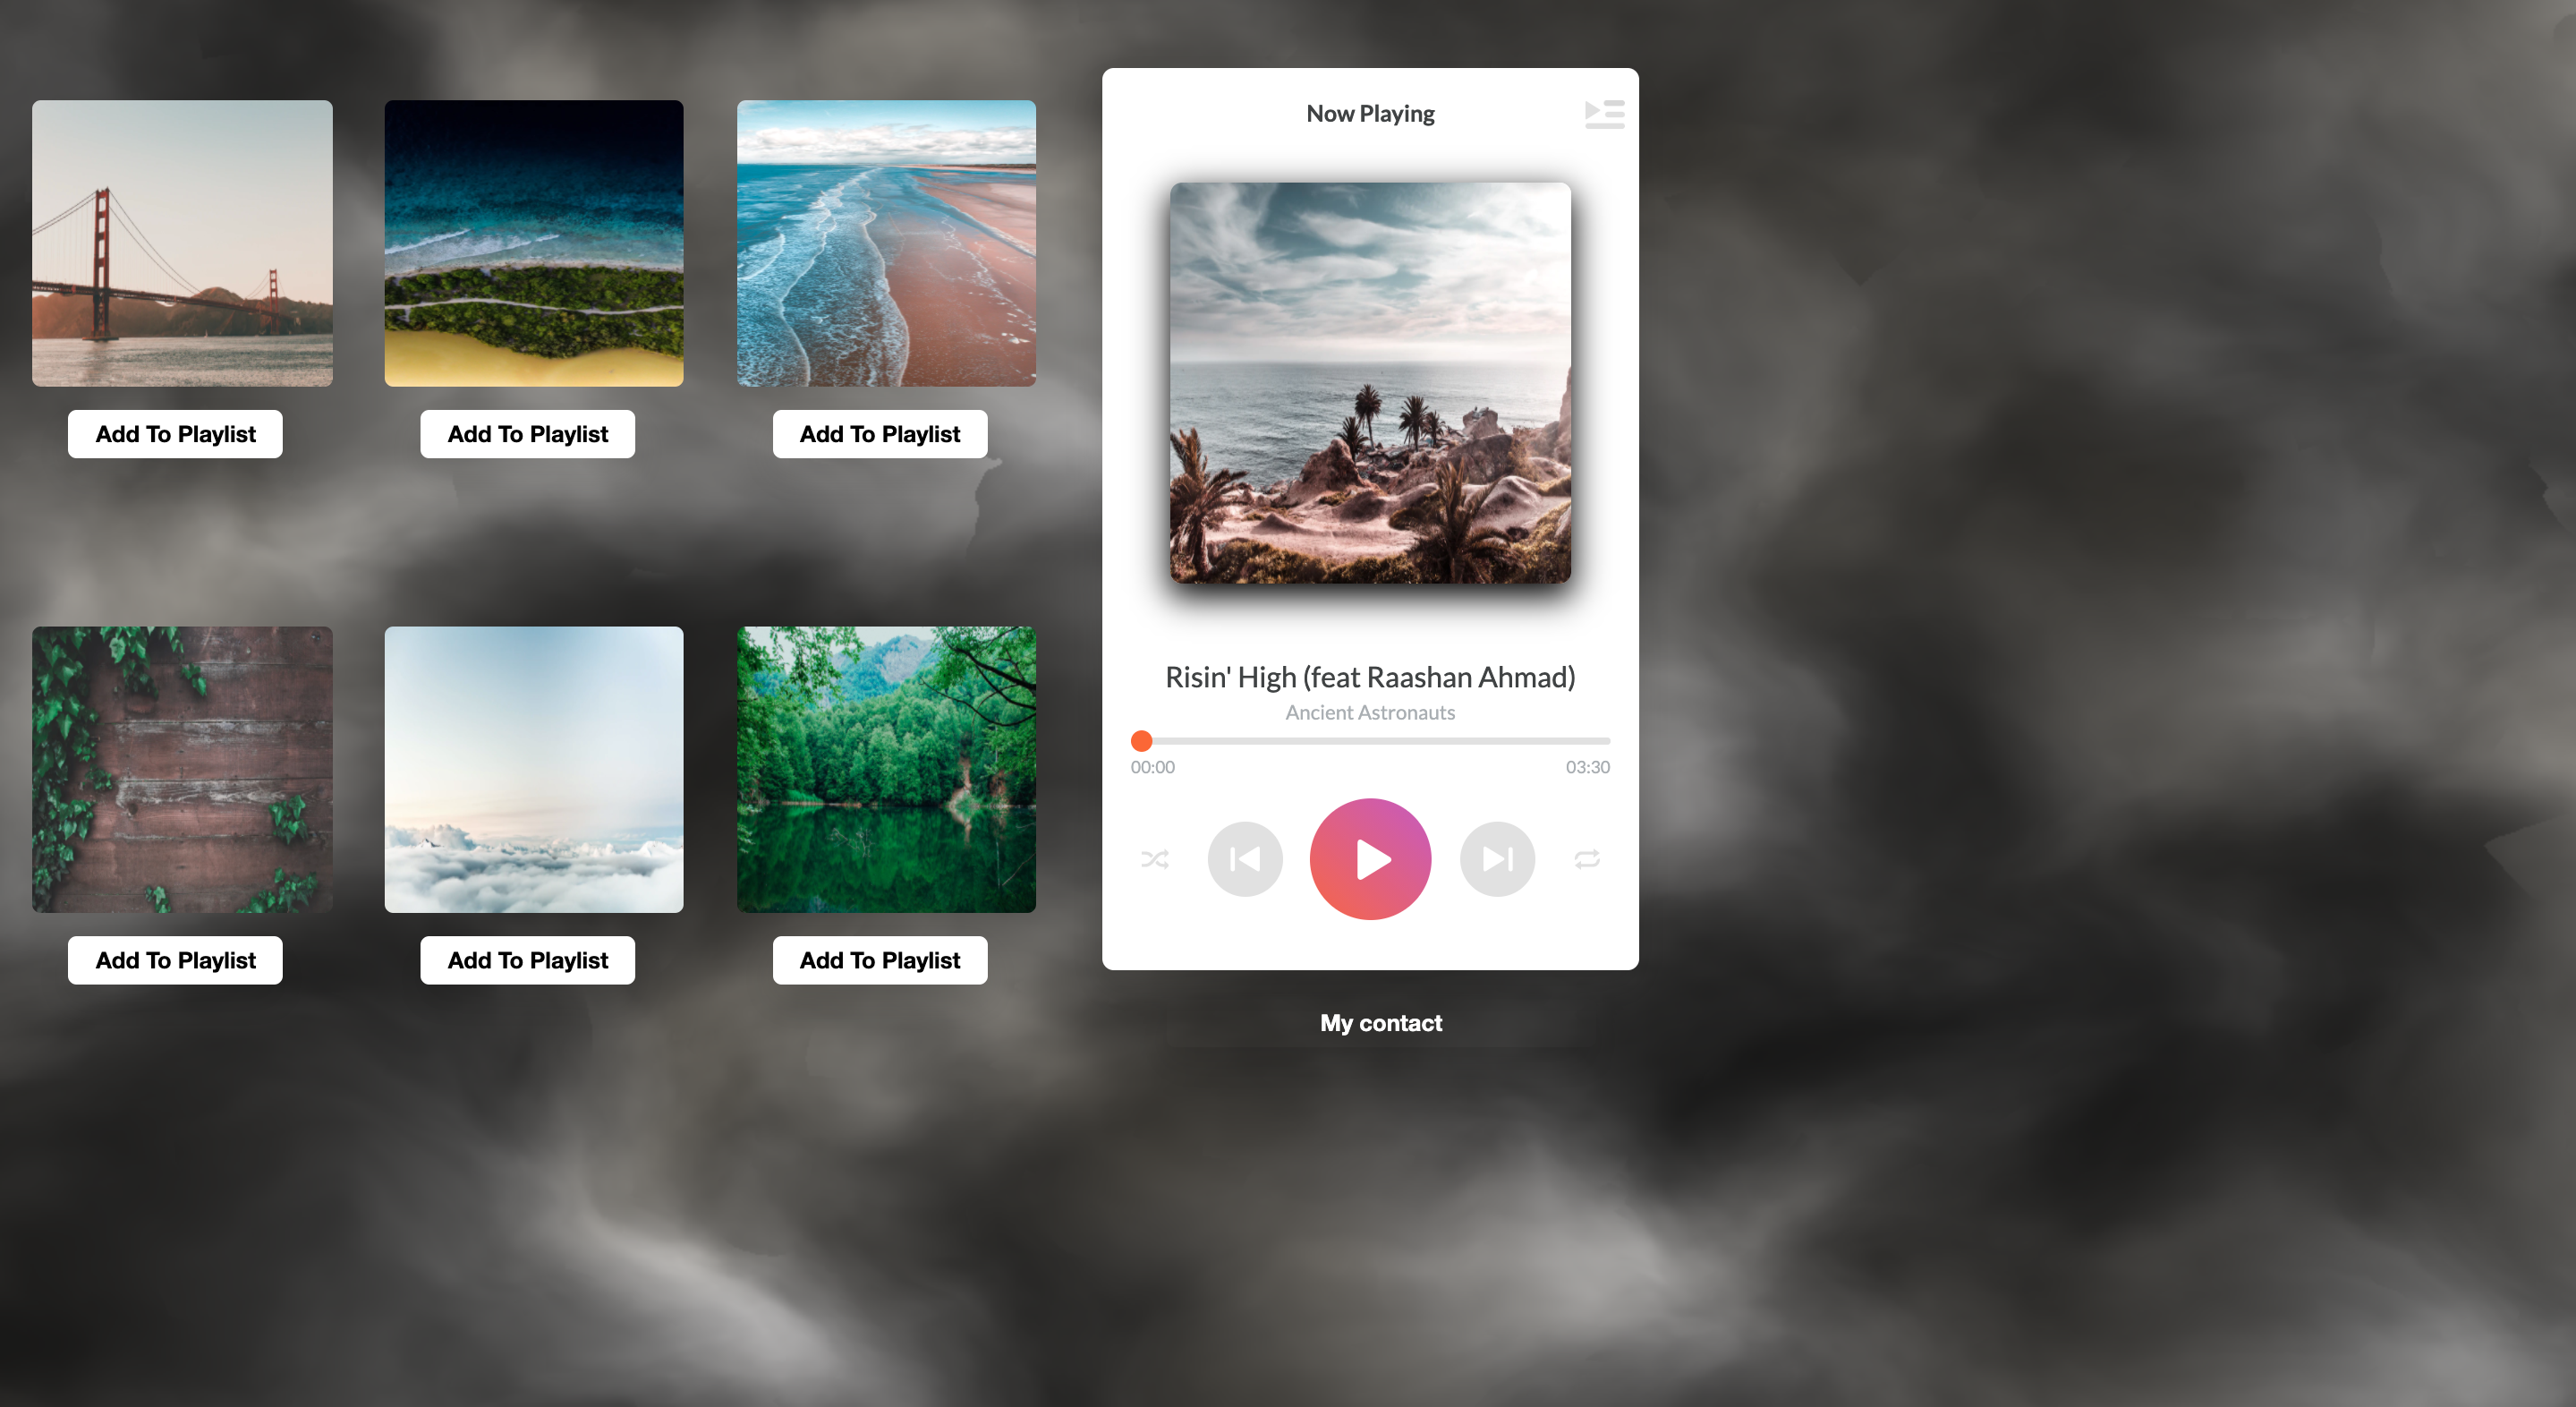 Add To Playlist
Add To Playlist
Add To Playlist
Add To Playlist
Add To Playlist
Add To Playlist
Now Playing
Risin' High (feat Raashan Ahmad)
Ancient Astronauts
00:00
03:30
My contact